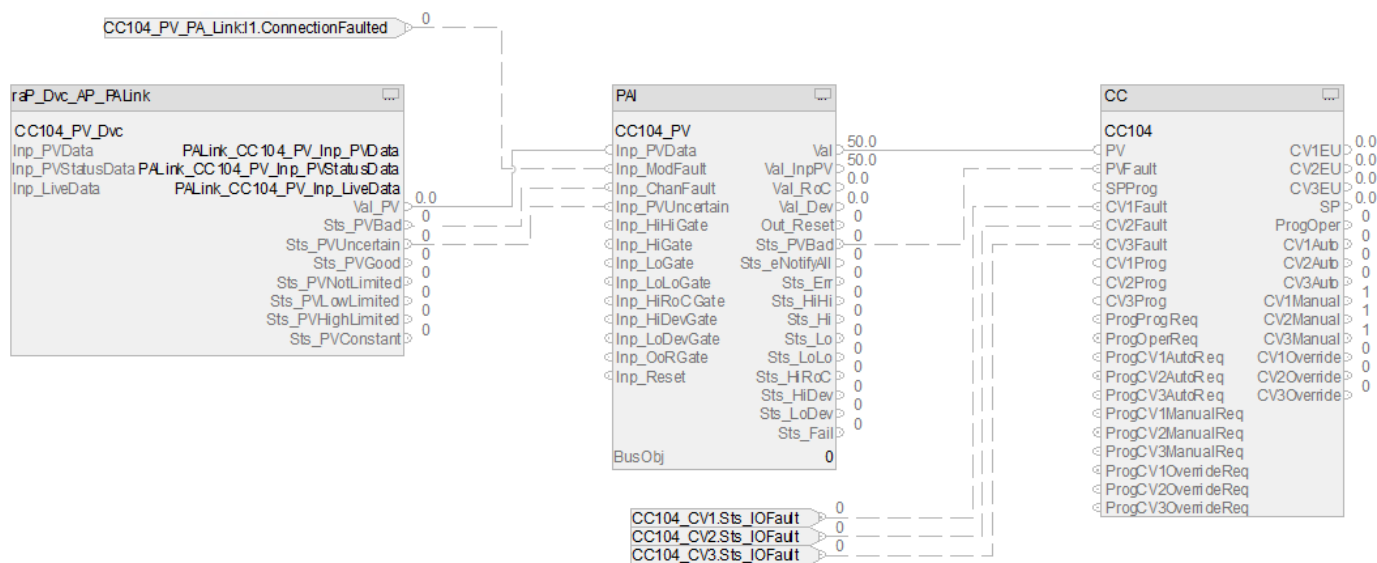 CC104_PV_PA_Link:I1.ConnectionFaulted 0
raP_Dvc_AP_PALink
CC104_PV_Dvc
Inp_PVData PALink_CC104_PV_Inp_PVData
Inp_PVStatusData PALink_CC104_PV_Inp_PVStatusData
Inp_LiveData PALink_CC104_PV_Inp_LiveData
Val_PV 0.0
Sts_PVBad 0
Sts_PVUncertain 0
Sts_PVGood 0
Sts_PVNotLimited 0
Sts_PVLowLimited 0
Sts_PVHighLimited 0
Sts_PVConstant 0
PAI
CC104_PV
Inp_PVData Val 50.0
Inp_ModFault Val_InpPV 50.0
Inp_ChanFault Val_RoC 0.0
Inp_PVUncertain Val_Dev 0.0
Inp_HiHiGate Out_Reset 0
Inp_HiGate Sts_PVBad 0
Inp_LoGate Sts_eNotifyAll 0
Inp_LoLoGate Sts_Err 0
Inp_HiRoCGate Sts_HiHi 0
Inp_HiDevGate Sts_Hi 0
Inp_LoDevGate Sts_Lo 0
Inp_OoRGate Sts_LoLo 0
Inp_Reset Sts_HiRoC 0
Sts_HiDev 0
Sts_LoDev 0
Sts_Fail 0
BusObj 0
CC104_CV1.Sts_IOFault 0
CC104_CV2.Sts_IOFault 0
CC104_CV3.Sts_IOFault 0
CC
CC104
PV CV1EU 0.0
PVFault CV2EU 0.0
SPProg CV3EU 0.0
CV1Fault SP 0.0
CV2Fault ProgOper 0
CV3Fault CV1Auto 0
CV1Prog CV2Auto 0
CV2Prog CV3Auto 0
CV3Prog CV1Manual 1
ProgProgReq CV2Manual 1
ProgOperReq CV3Manual 1
ProgCV1AutoReq CV1Override 0
ProgCV2AutoReq CV2Override 0
ProgCV3AutoReq CV3Override 0
ProgCV1ManualReq
ProgCV2ManualReq
ProgCV3ManualReq
ProgCV1OverrideReq
ProgCV2OverrideReq
ProgCV3OverrideReq